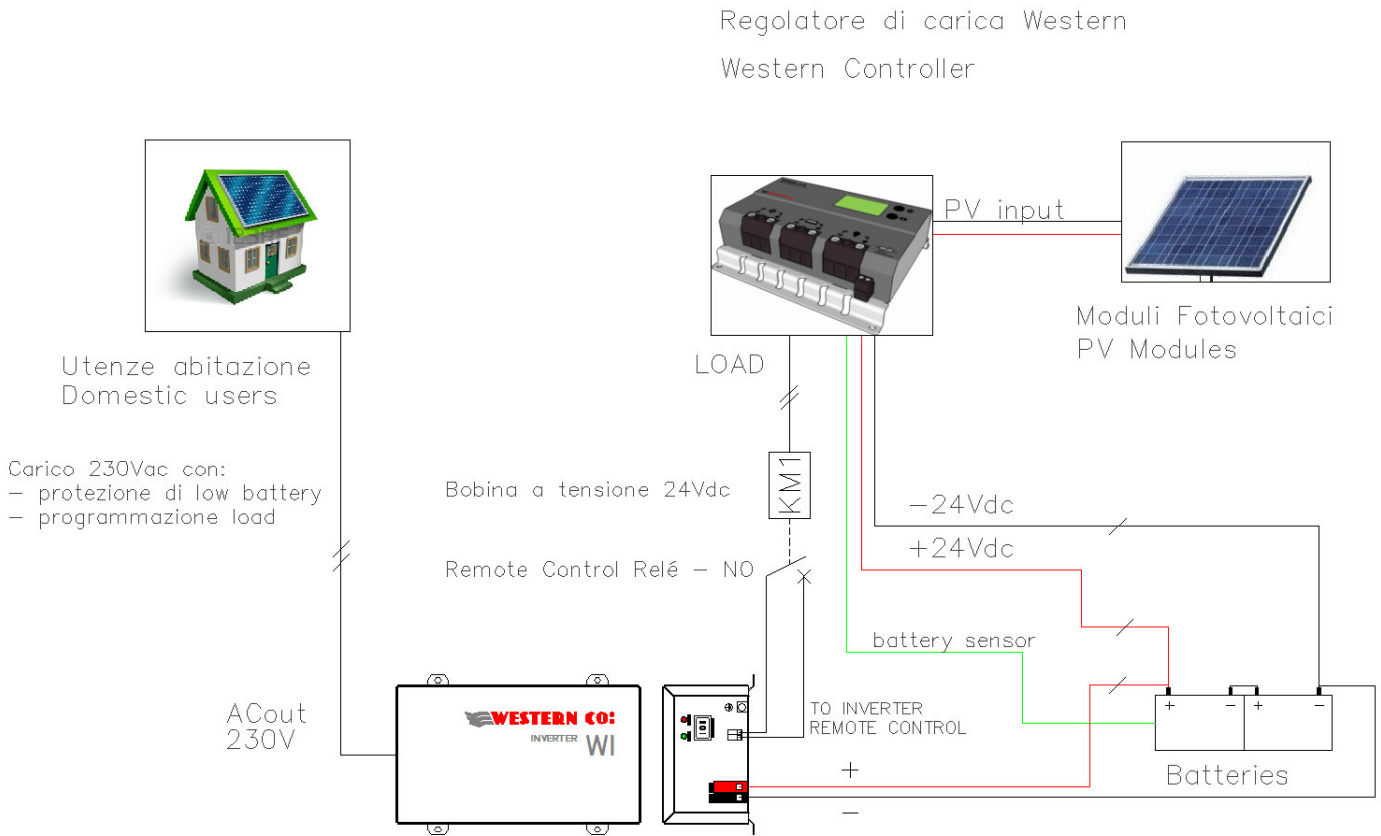 Regolatore di carica Western
Western Controller
PV input
Moduli Fotovoltaici
PV Modules
Utenze abitazione
Domestic users
LOAD
Carico 230Vac con:
– protezione di low battery
– programmazione load
Bobina a tensione 24Vdc
KM1
–24Vdc
+24Vdc
Remote Control Relé – NO
battery sensor
ACout
230V
WESTERN CO:
INVERTER WI
TO INVERTER
REMOTE CONTROL
+ – + –
Batteries
+
–